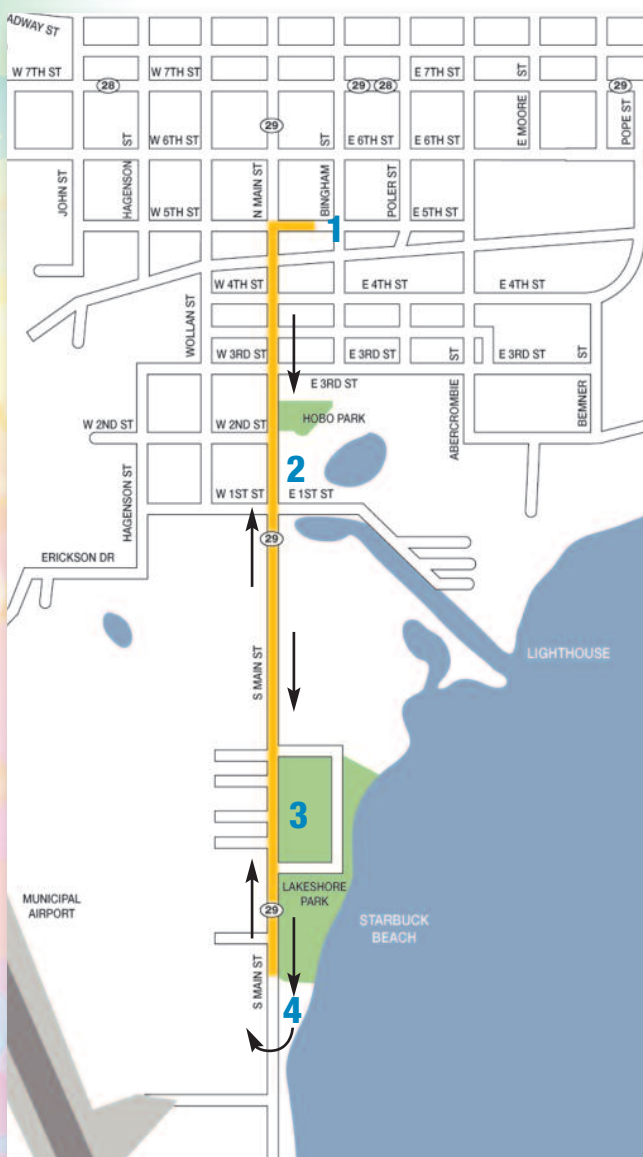 ADWAY ST
W 7TH ST
W 7TH ST
E 7TH ST
ST
28
29
28
29
POPE ST
E MOORE
29
ST
HAGENSON
W 6TH ST
ST
E 6TH ST
E 6TH ST
JOHN ST
N MAIN ST
BINGHAM
POLER ST
W 5TH ST
E 5TH ST
1
W 4TH ST
E 4TH ST
E 4TH ST
WOLLAN ST
W 3RD ST
E 3RD ST
ST
E 3RD ST
ST
E 3RD ST
ABERCROMBIE
BEMNER
W 2ND ST
W 2ND ST
HOBO PARK
2
HAGENSON ST
W 1ST ST
E 1ST ST
29
ERICKSON DR
S MAIN ST
LIGHTHOUSE
3
LAKESHORE
PARK
MUNICIPAL
AIRPORT
29
STARBUCK
BEACH
S MAIN ST
4